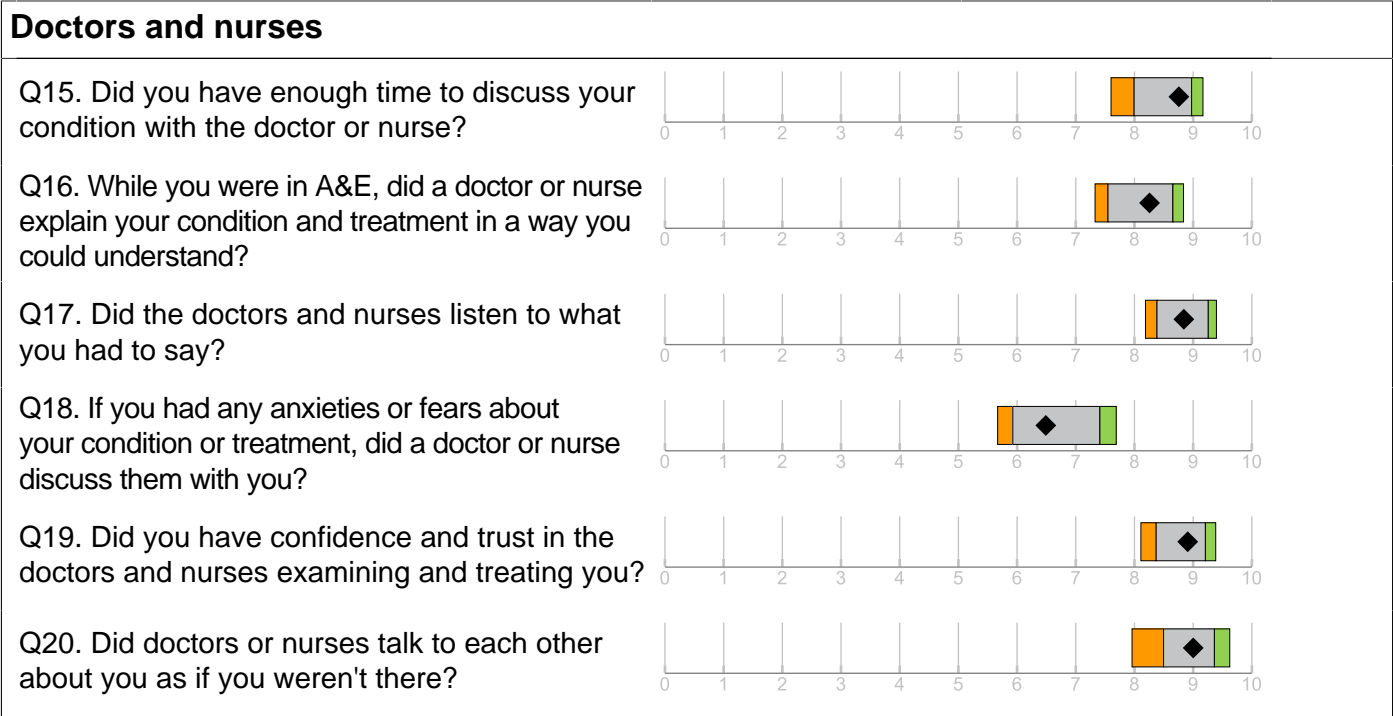 Doctors and nurses
Q15. Did you have enough time to discuss your
condition with the doctor or nurse?
0 1 2 3 4 5 6 7 8 9 10
Q16. While you were in A&E, did a doctor or nurse
explain your condition and treatment in a way you
could understand?
0 1 2 3 4 5 6 7 8 9 10
Q17. Did the doctors and nurses listen to what
you had to say?
0 1 2 3 4 5 6 7 8 9 10
Q18. If you had any anxieties or fears about
your condition or treatment, did a doctor or nurse
discuss them with you?
0 1 2 3 4 5 6 7 8 9 10
Q19. Did you have confidence and trust in the
doctors and nurses examining and treating you?
0 1 2 3 4 5 6 7 8 9 10
Q20. Did doctors or nurses talk to each other
about you as if you weren't there?
0 1 2 3 4 5 6 7 8 9 10